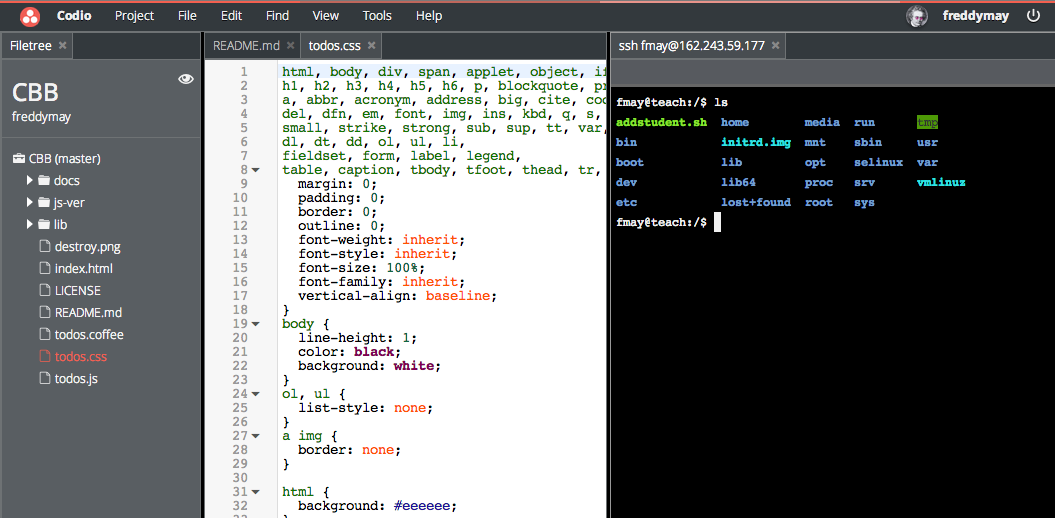 Codio Project File Edit Find View Tools Help freddymay
Filetree ×
CBB
freddymay
CBB (master)
docs
js-ver
lib
destroy.png
index.html
LICENSE
README.md
todos.coffee
todos.css
todos.js
README.md × todos.css ×
1 html, body, div, span, applet, object,
2 h1, h2, h3, h4, h5, h6, p, blockquote,
3 a, abbr, acronym, address, big, cite,
4 del, dfn, em, font, img, ins, kbd, q, s,
5 small, strike, strong, sub, sup, tt, var,
6 dl, dt, dd, ol, ul, li,
7 fieldset, form, label, legend,
8 table, caption, tbody, tfoot, thead, tr,
9 margin: 0;
10 padding: 0;
11 border: 0;
12 outline: 0;
13 font-weight: inherit;
14 font-style: inherit;
15 font-size: 100%;
16 font-family: inherit;
17 vertical-align: baseline;
18 }
19 body {
20 line-height: 1;
21 color: black;
22 background: white;
23 }
24 ol, ul {
25 list-style: none;
26 }
27 a img {
28 border: none;
29 }
30
31 html {
32 background: #eeeeee;
ssh fmay@162.243.59.177 ×
fmay@teach:/$ ls
addstudent.sh home media run tmp
bin initrd.img mnt sbin usr
boot lib opt selinux var
dev lib64 proc srv vmlinuz
etc lost+found root sys
fmay@teach:/$